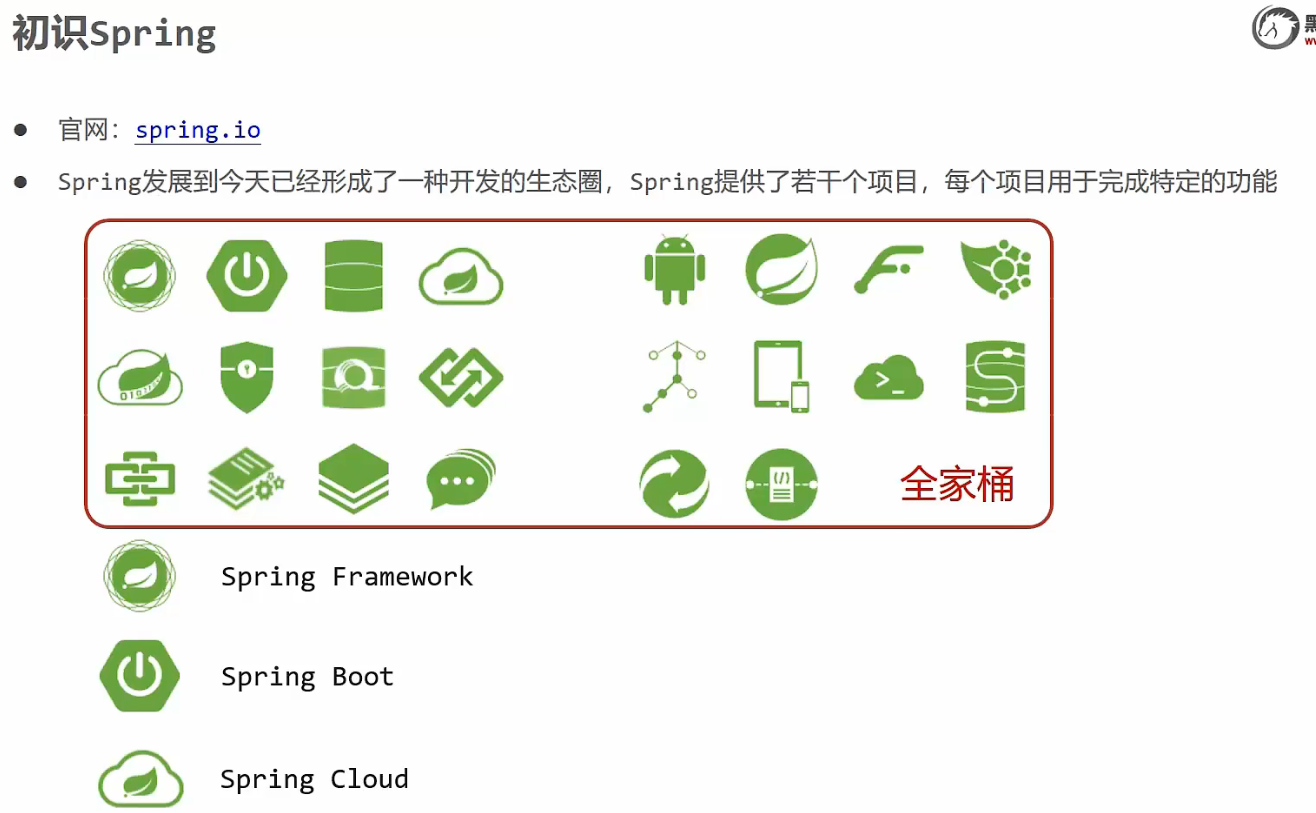 初识Spring
官网：spring.io
Spring发展到今天已经形成了一种开发的生态圈，Spring提供了若干个项目，每个项目用于完成特定的功能
全家桶
Spring Framework
Spring Boot
Spring Cloud